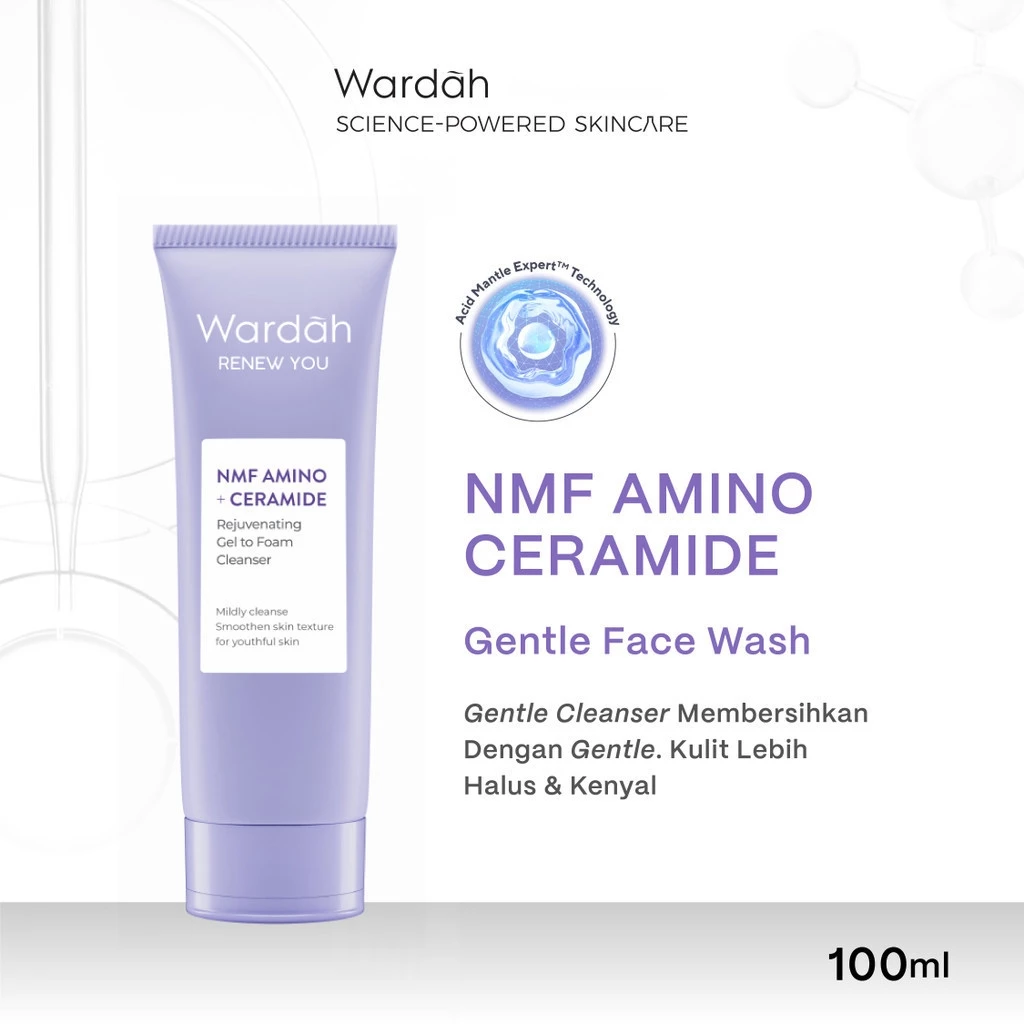 Wardãh
SCIENCE-POWERED SKINCARE
Wardãh
RENEW YOU
NMF AMINO
+ CERAMIDE
Rejuvenating
Gel to Foam
Cleanser
Mildly cleanse
Smoothen skin texture
for youthful skin
Acid Mantle Expert™ Technology
NMF AMINO
CERAMIDE
Gentle Face Wash
Gentle Cleanser Membersihkan
Dengan Gentle. Kulit Lebih
Halus & Kenyal
100ml